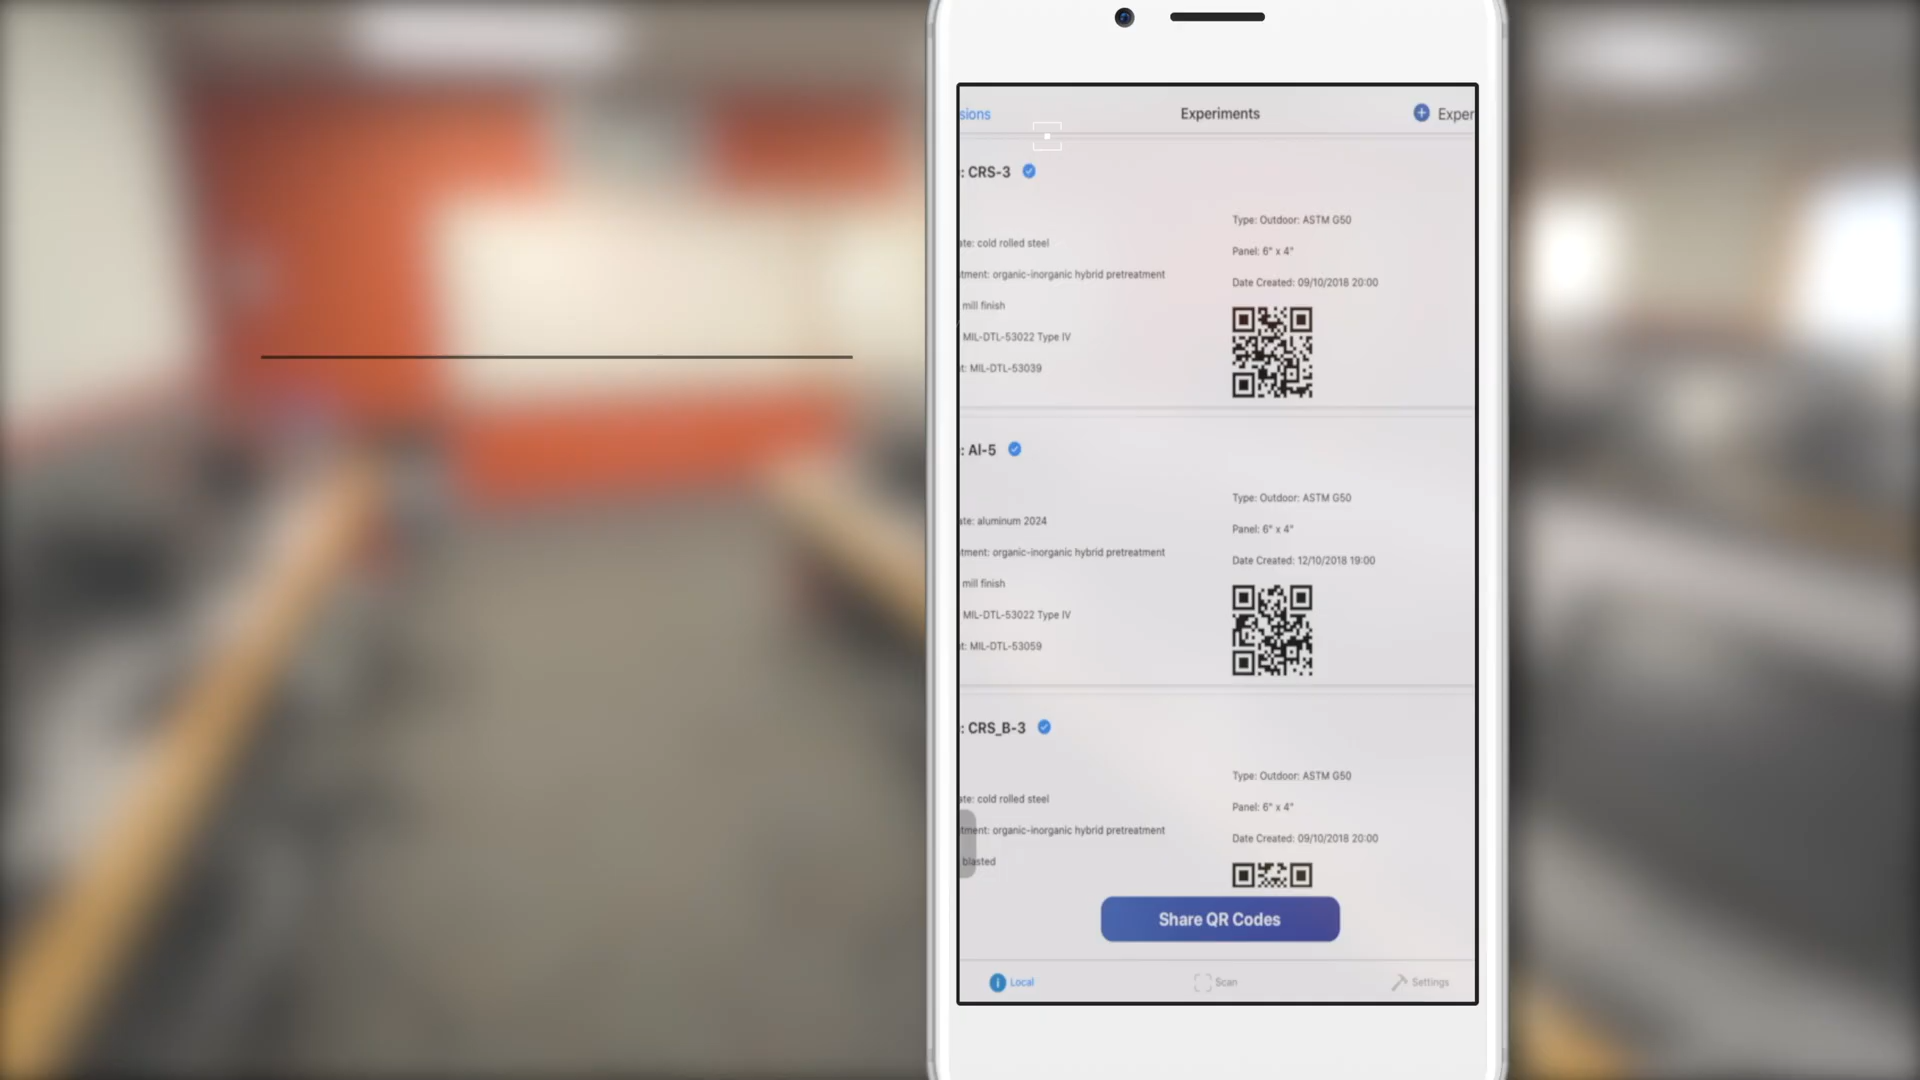 sions Experiments Exper
: CRS-3
Type: Outdoor: ASTM G50
ate: cold rolled steel
Panel: 6" x 4"
tment: organic-inorganic hybrid pretreatment
Date Created: 09/10/2018 20:00
mill finish
MIL-DTL-53022 Type IV
t: MIL-DTL-53039
: Al-5
Type: Outdoor: ASTM G50
ate: aluminum 2024
Panel: 6" x 4"
tment: organic-inorganic hybrid pretreatment
Date Created: 12/10/2018 19:00
mill finish
MIL-DTL-53022 Type IV
t: MIL-DTL-53059
: CRS_B-3
Type: Outdoor: ASTM G50
ate: cold rolled steel
Panel: 6" x 4"
tment: organic-inorganic hybrid pretreatment
Date Created: 09/10/2018 20:00
blasted
Share QR Codes
Local Scan Settings